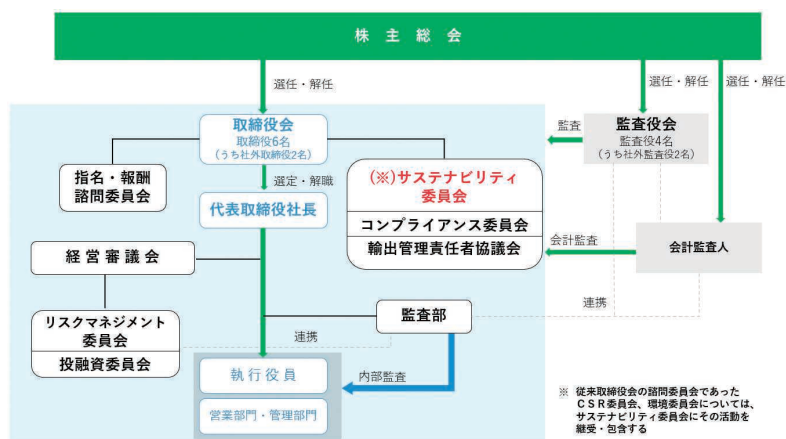 株主総会
選任・解任
選任・解任
選任・解任
取締役会
取締役6名
(うち社外取締役2名)
監査
監査役会
監査役4名
(うち社外監査役2名)
指名・報酬
諮問委員会
選定・解職
(※)サステナビリティ
委員会
コンプライアンス委員会
輸出管理責任者協議会
代表取締役社長
会計監査
会計監査人
経営審議会
リスクマネジメント
委員会
投融資委員会
連携
監査部
連携
執行役員
営業部門・管理部門
内部監査
※ 従来取締役会の諮問委員会であった
CSR委員会、環境委員会については、
サステナビリティ委員会にその活動を
継受・包含する